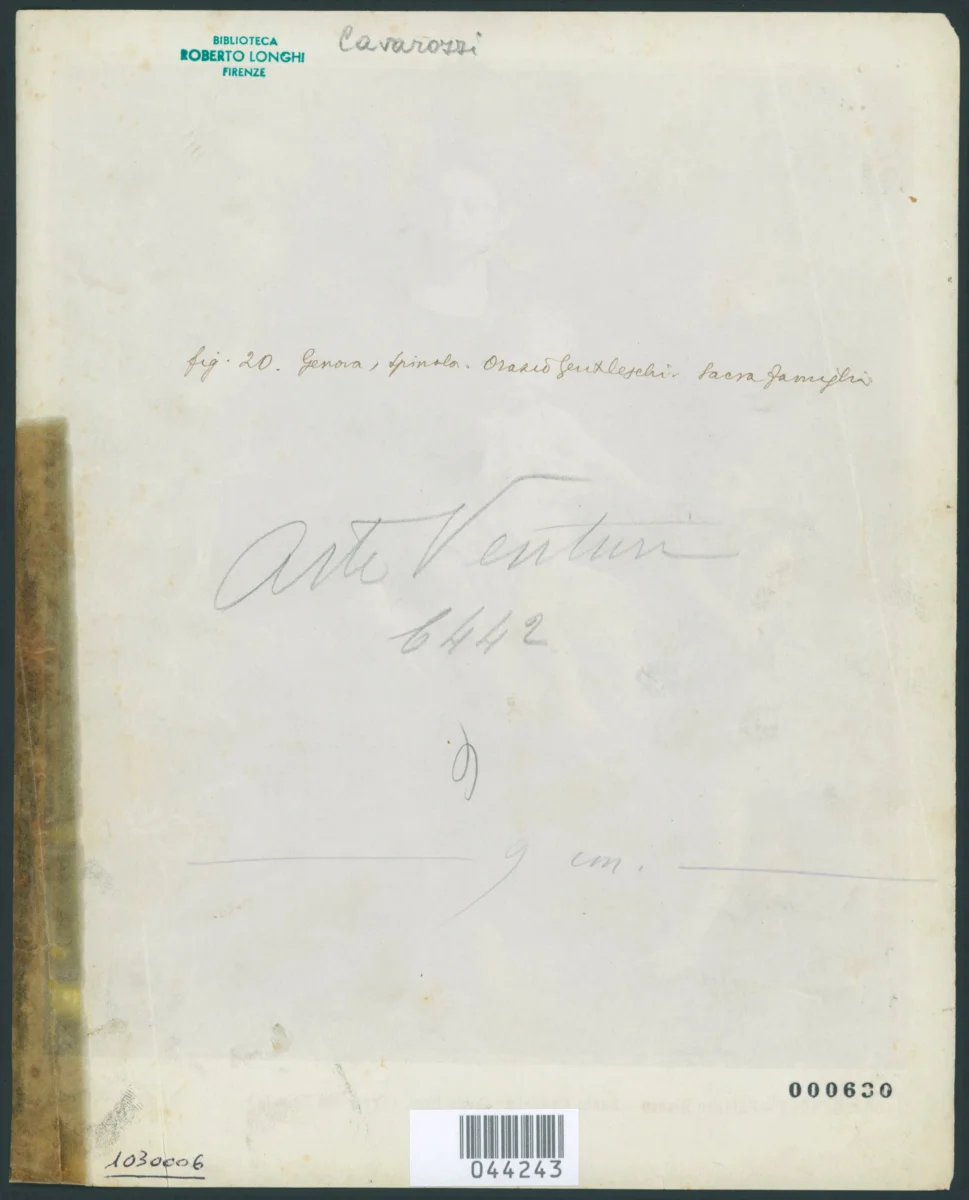 BIBLIOTECA
ROBERTO LONGHI
FIRENZE
Cavarozzi
fig. 20. Genova, Spinola. Orazio Gentileschi. Sacra Famiglia
Arte Venturi
6442
9 cm.
000630
1030006
044243